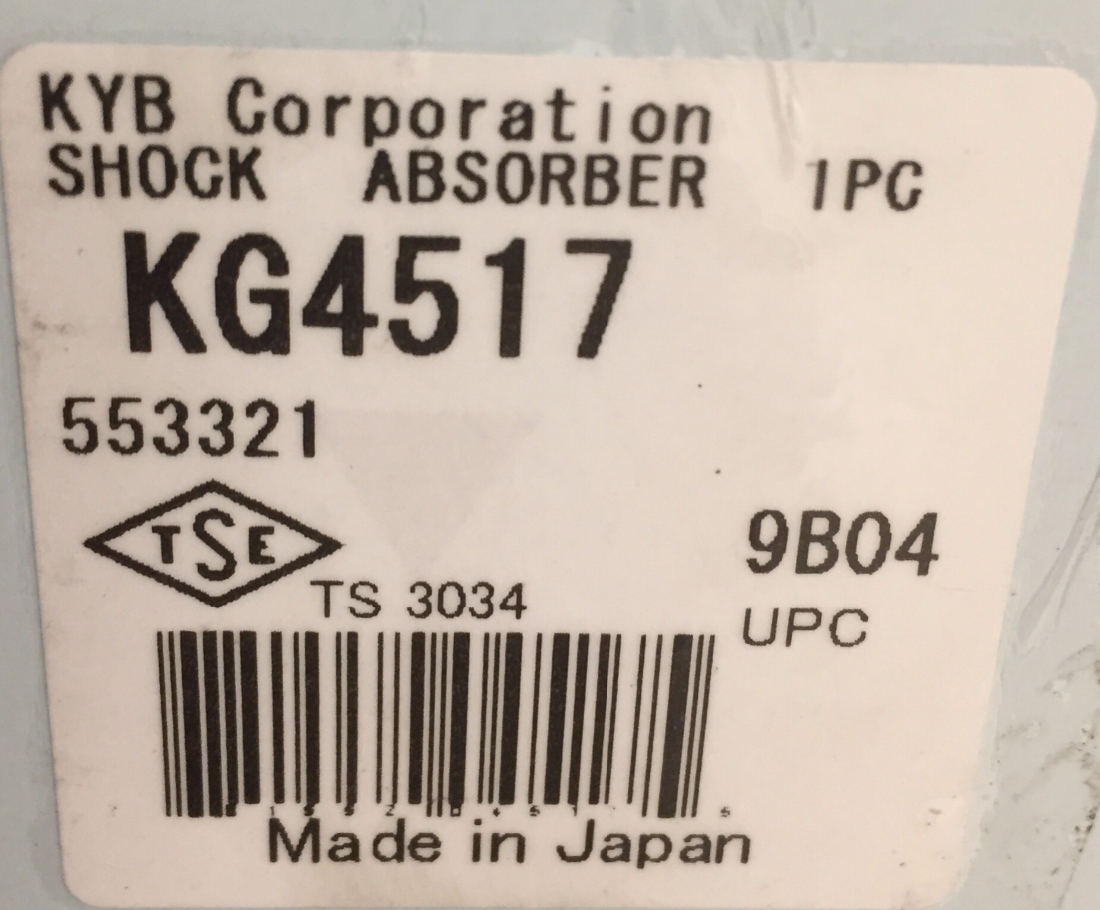 KYB Corporation
SHOCK ABSORBER 1PC
KG4517
553321
TSE
TS 3034
9B04
UPC
Made in Japan